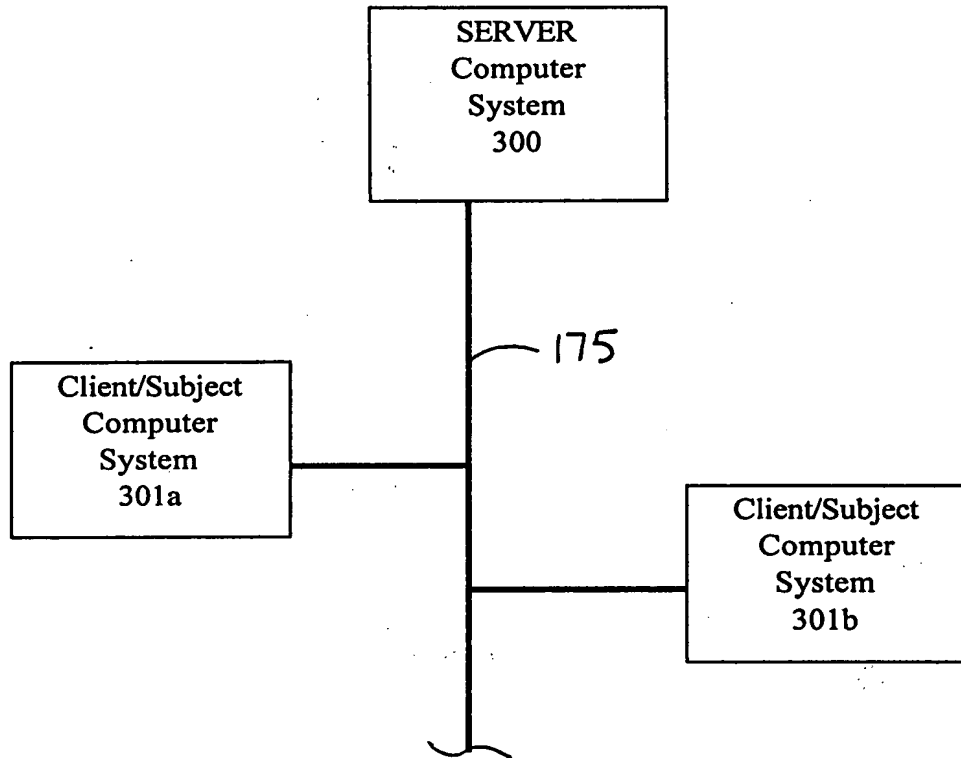 SERVER
Computer
System
300
175
Client/Subject
Computer
System
301a
Client/Subject
Computer
System
301b